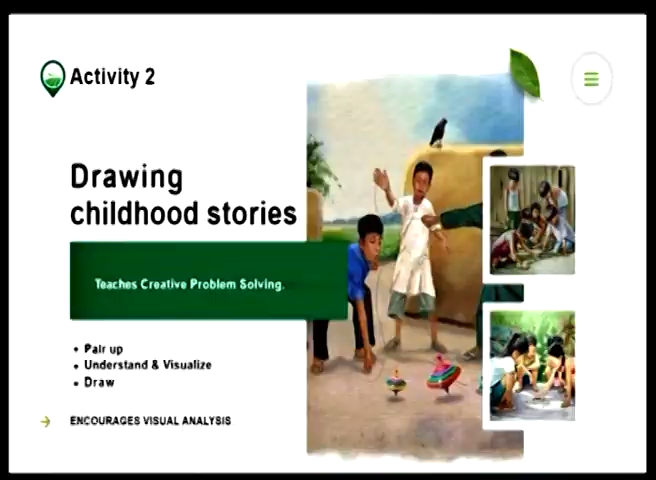 Activity 2
Drawing
childhood stories
Teaches Creative Problem Solving.
• Pair up
• Understand & Visualize
• Draw
ENCOURAGES VISUAL ANALYSIS